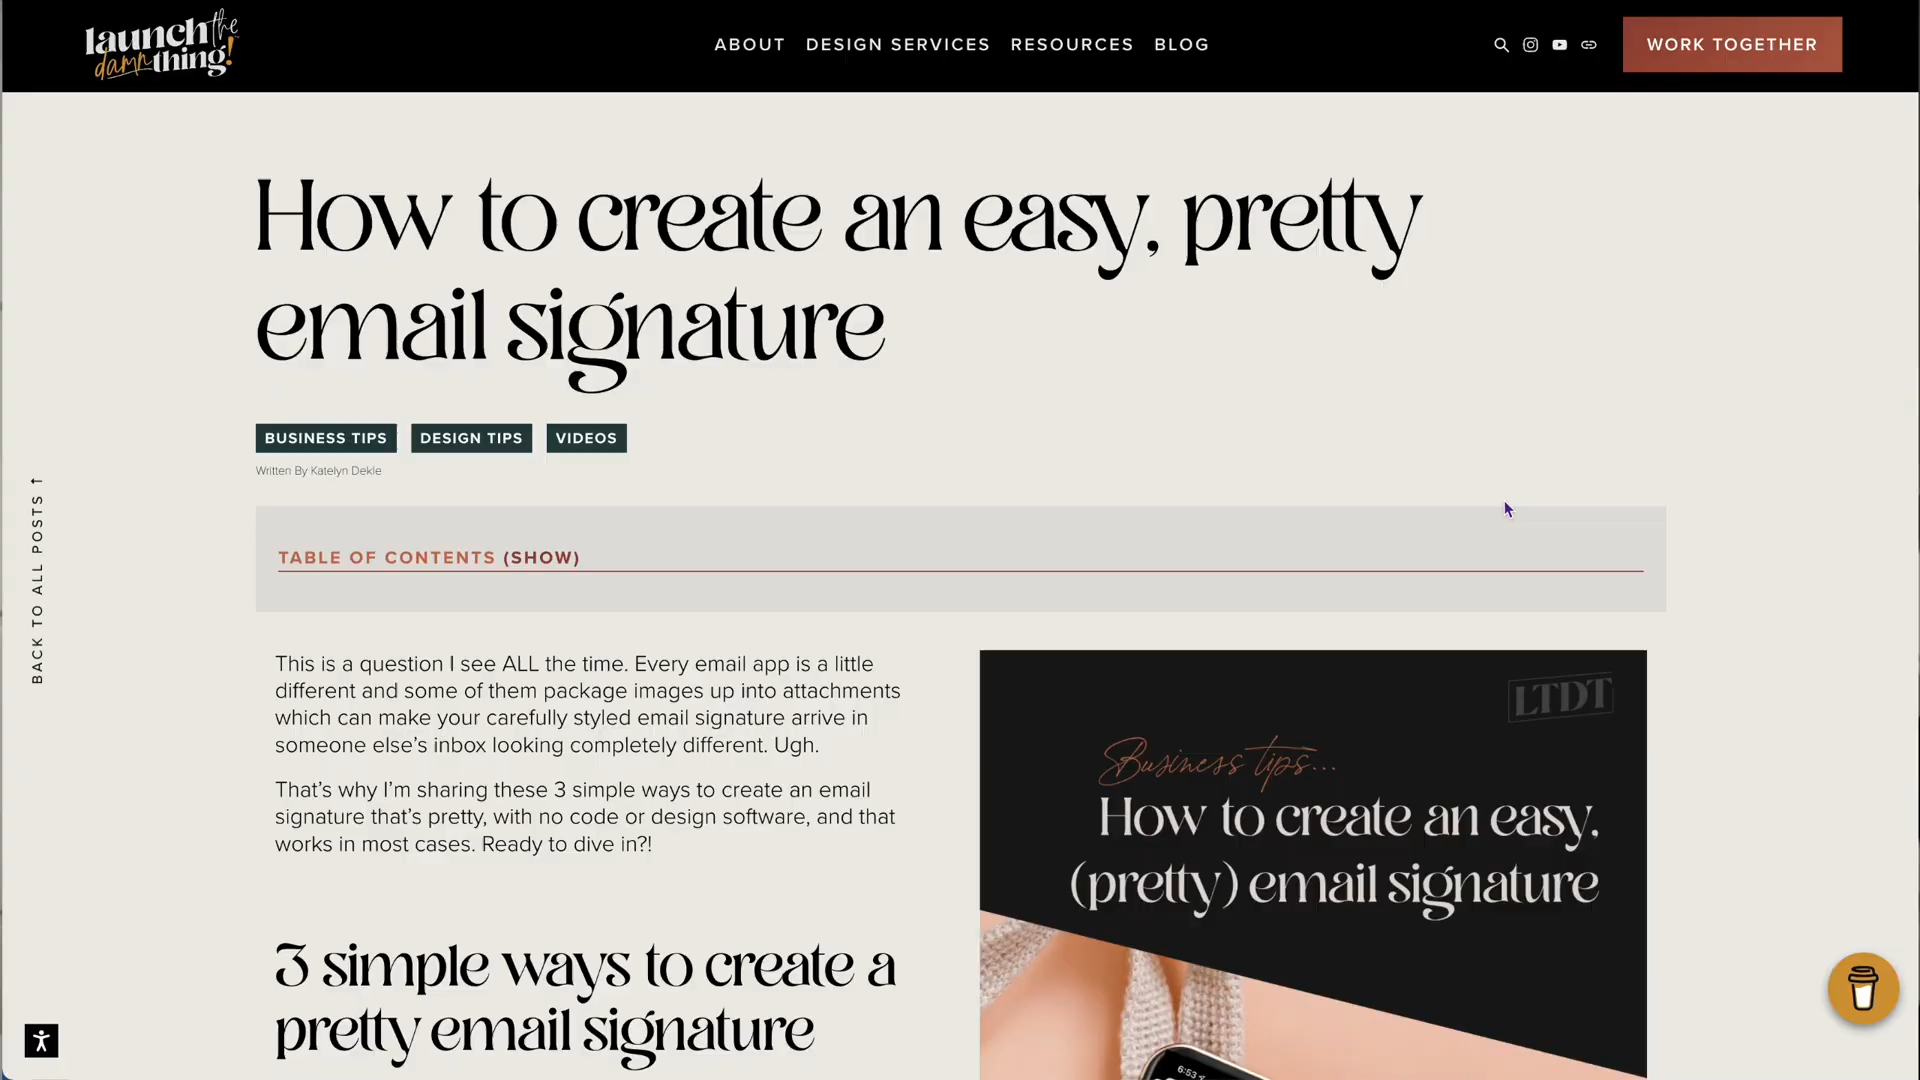 launch the
damn thing!
ABOUT DESIGN SERVICES RESOURCES BLOG
WORK TOGETHER
How to create an easy, pretty
email signature
BUSINESS TIPS DESIGN TIPS VIDEOS
Written By Katelyn Dekle
BACK TO ALL POSTS ↑
TABLE OF CONTENTS (SHOW)
This is a question I see ALL the time. Every email app is a little
different and some of them package images up into attachments
which can make your carefully styled email signature arrive in
someone else’s inbox looking completely different. Ugh.
That’s why I’m sharing these 3 simple ways to create an email
signature that’s pretty, with no code or design software, and that
works in most cases. Ready to dive in?!
3 simple ways to create a
pretty email signature
LTDT
Business tips...
How to create an easy,
(pretty) email signature
6:53